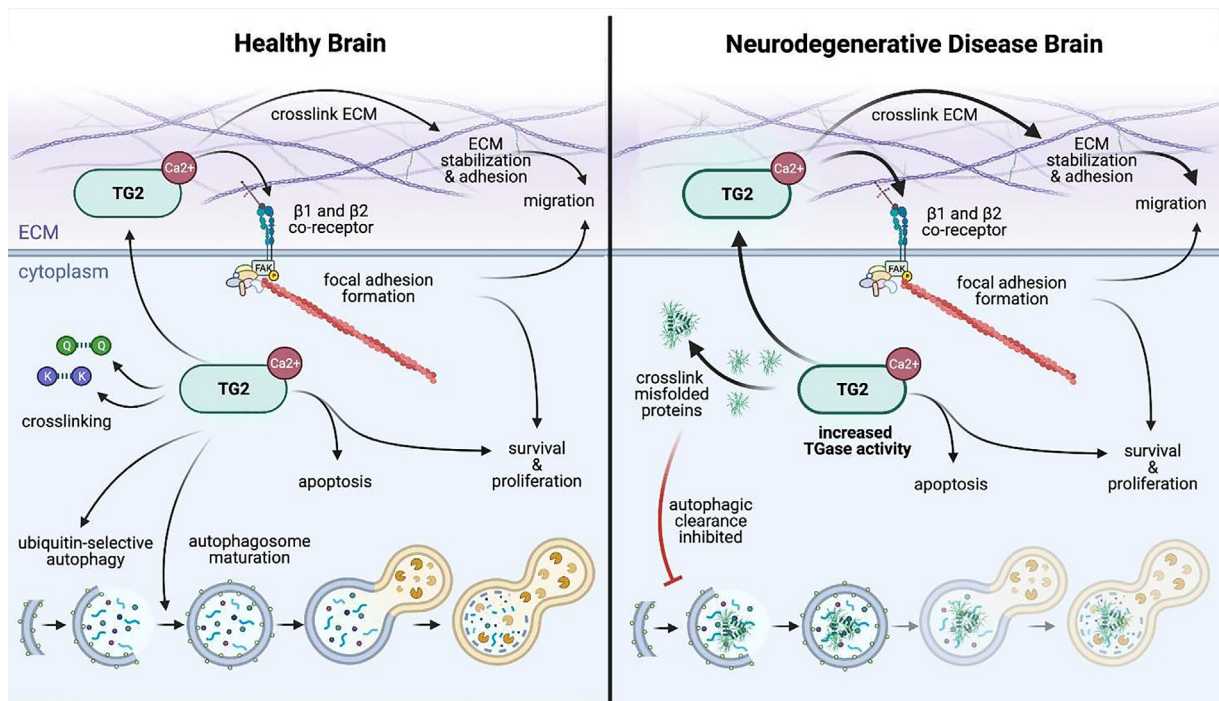 Healthy Brain
crosslink ECM
ECM
stabilization
& adhesion
Ca2+
TG2
migration
β1 and β2
co-receptor
ECM
cytoplasm
FAK
P
focal adhesion
formation
Q
Q
K
K
crosslinking
Ca2+
TG2
survival
&
proliferation
apoptosis
ubiquitin-selective
autophagy
autophagosome
maturation
Neurodegenerative Disease Brain
crosslink ECM
ECM
stabilization
& adhesion
Ca2+
TG2
migration
β1 and β2
co-receptor
FAK
P
focal adhesion
formation
crosslink
misfolded
proteins
Ca2+
TG2
increased
TGase activity
survival
&
proliferation
apoptosis
autophagic
clearance
inhibited